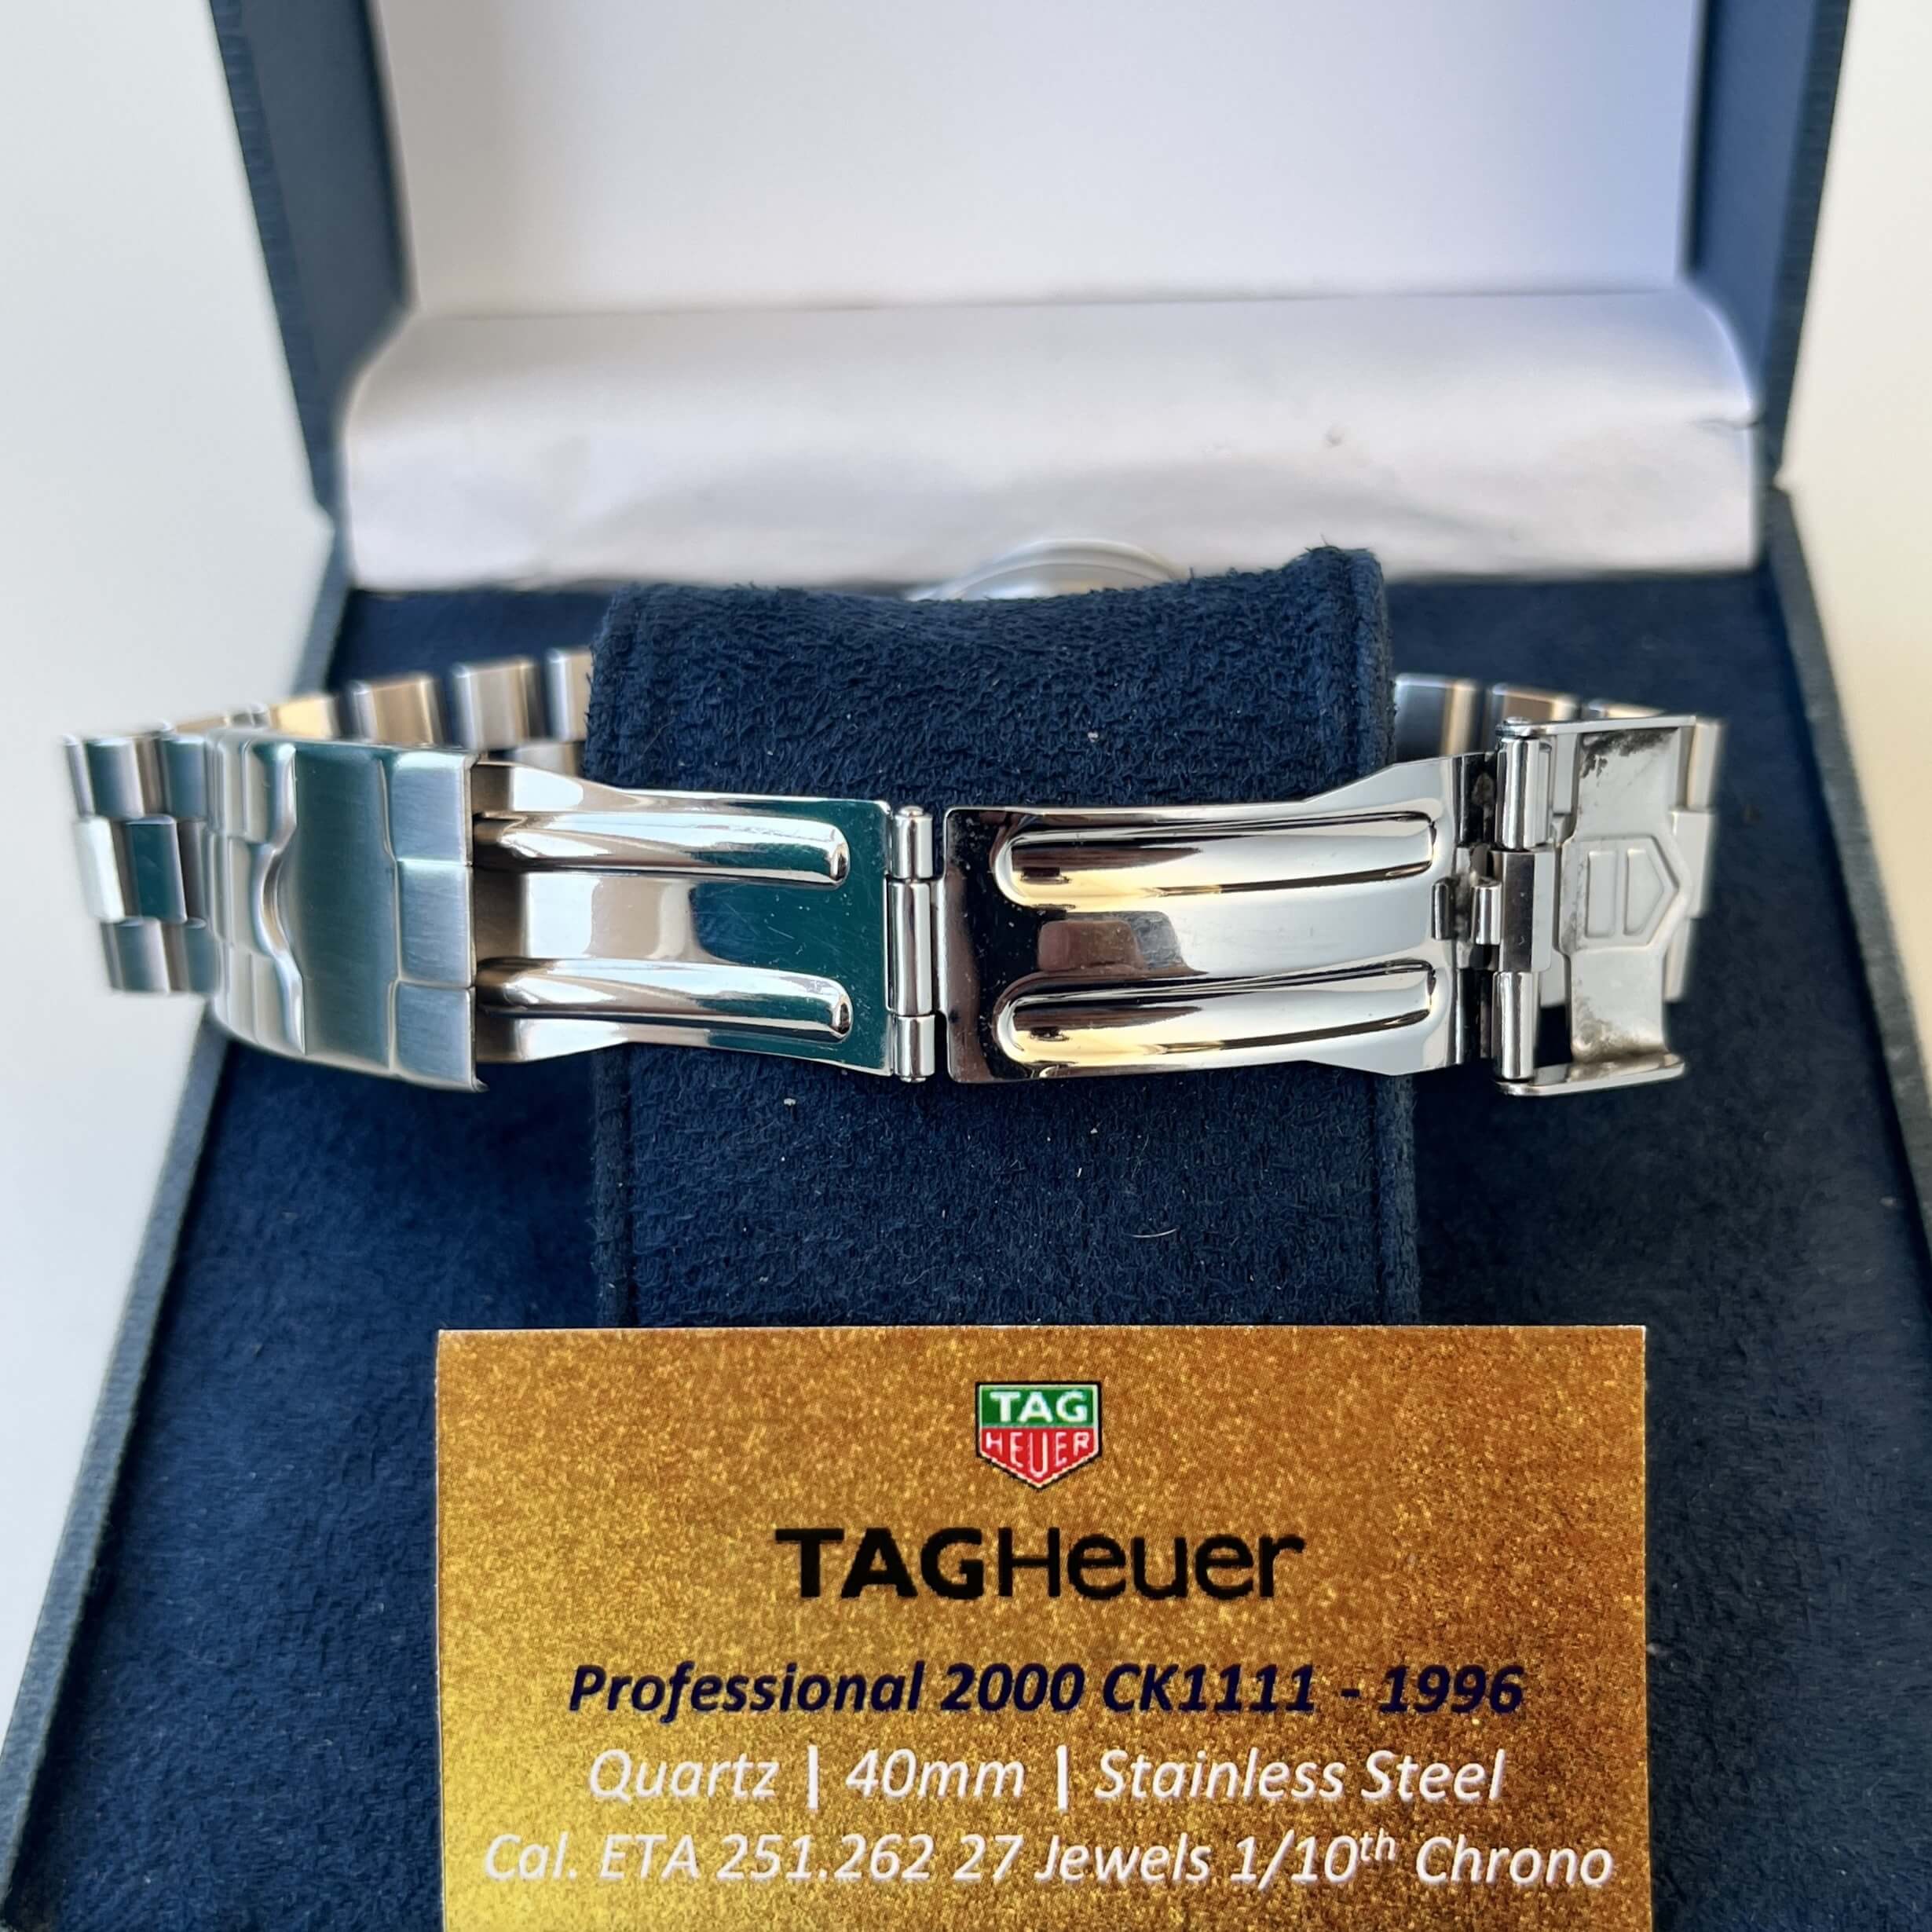 TAG
HEUER
TAGHeuer
Professional 2000 CK1111 - 1996
Quartz | 40mm | Stainless Steel
Cal. ETA 251.262 27 Jewels 1/10th Chrono